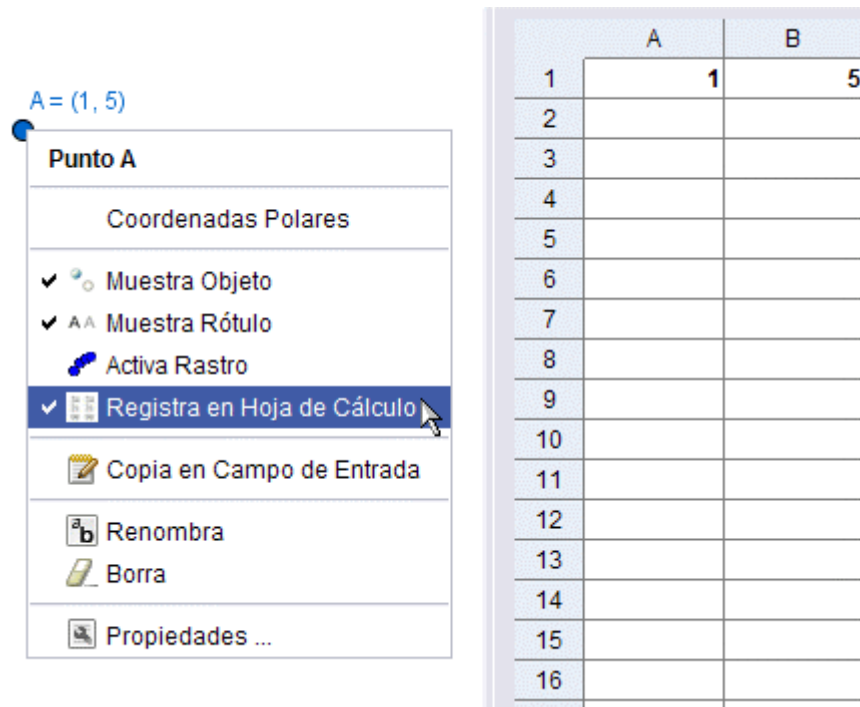 A = (1, 5)
Punto A
Coordenadas Polares
Muestra Objeto
AA Muestra Rótulo
Activa Rastro
Registra en Hoja de Cálculo
Copia en Campo de Entrada
ab Renombra
Borra
Propiedades ...
A B
1 1 5
2
3
4
5
6
7
8
9
10
11
12
13
14
15
16